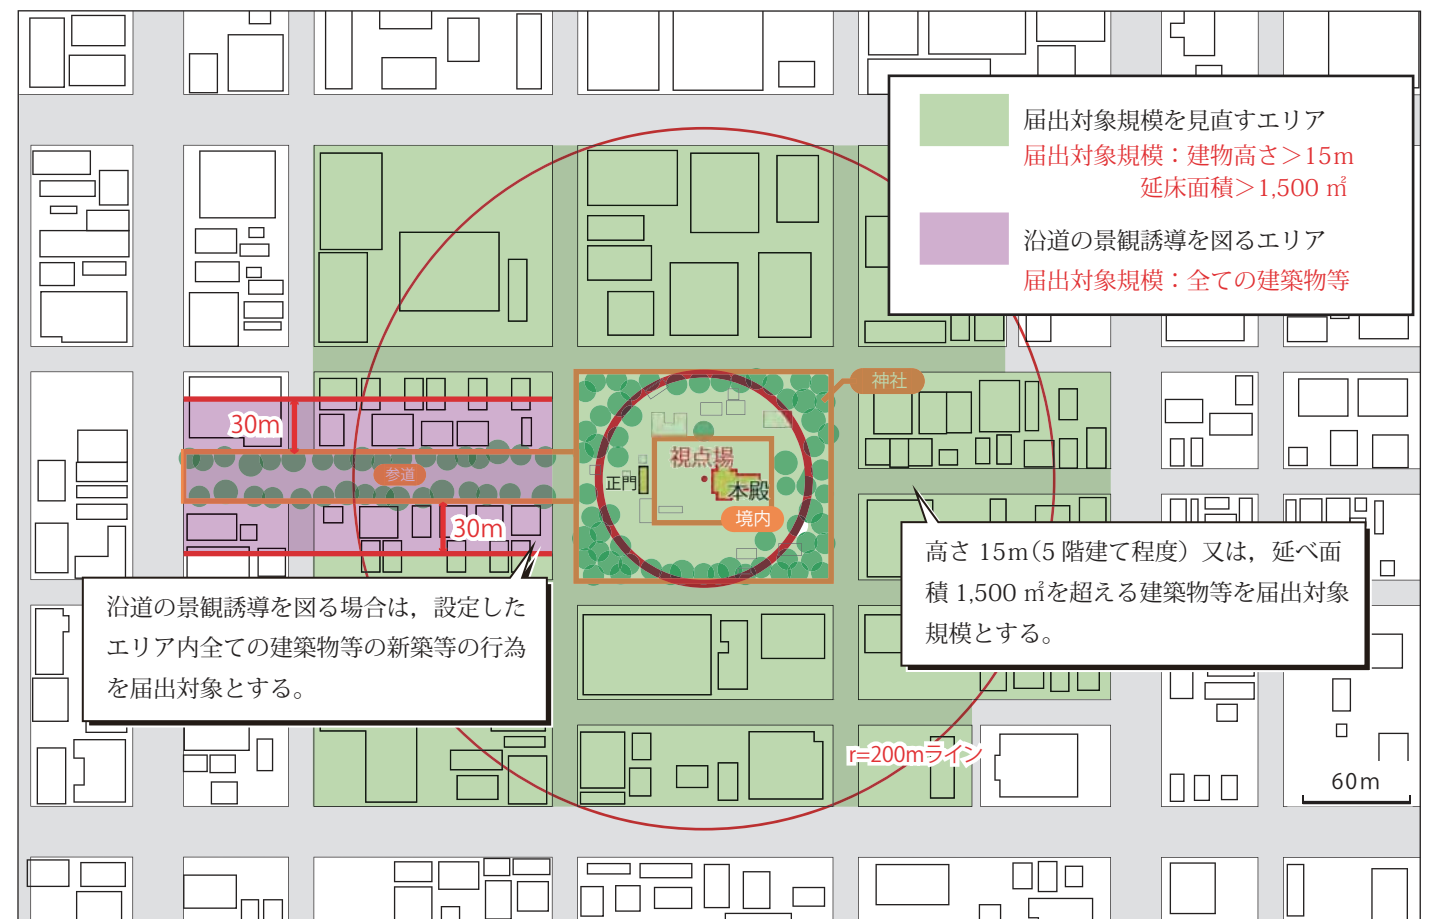 届出対象規模を見直すエリア
届出対象規模：建物高さ＞15m
延床面積＞1,500 ㎡
沿道の景観誘導を図るエリア
届出対象規模：全ての建築物等
神社
30m
参道
視点場
正門
本殿
境内
30m
高さ 15m（5 階建て程度）又は，延べ面
積 1,500 ㎡を超える建築物等を届出対象
規模とする。
沿道の景観誘導を図る場合は，設定した
エリア内全ての建築物等の新築等の行為
を届出対象とする。
r=200mライン
60m